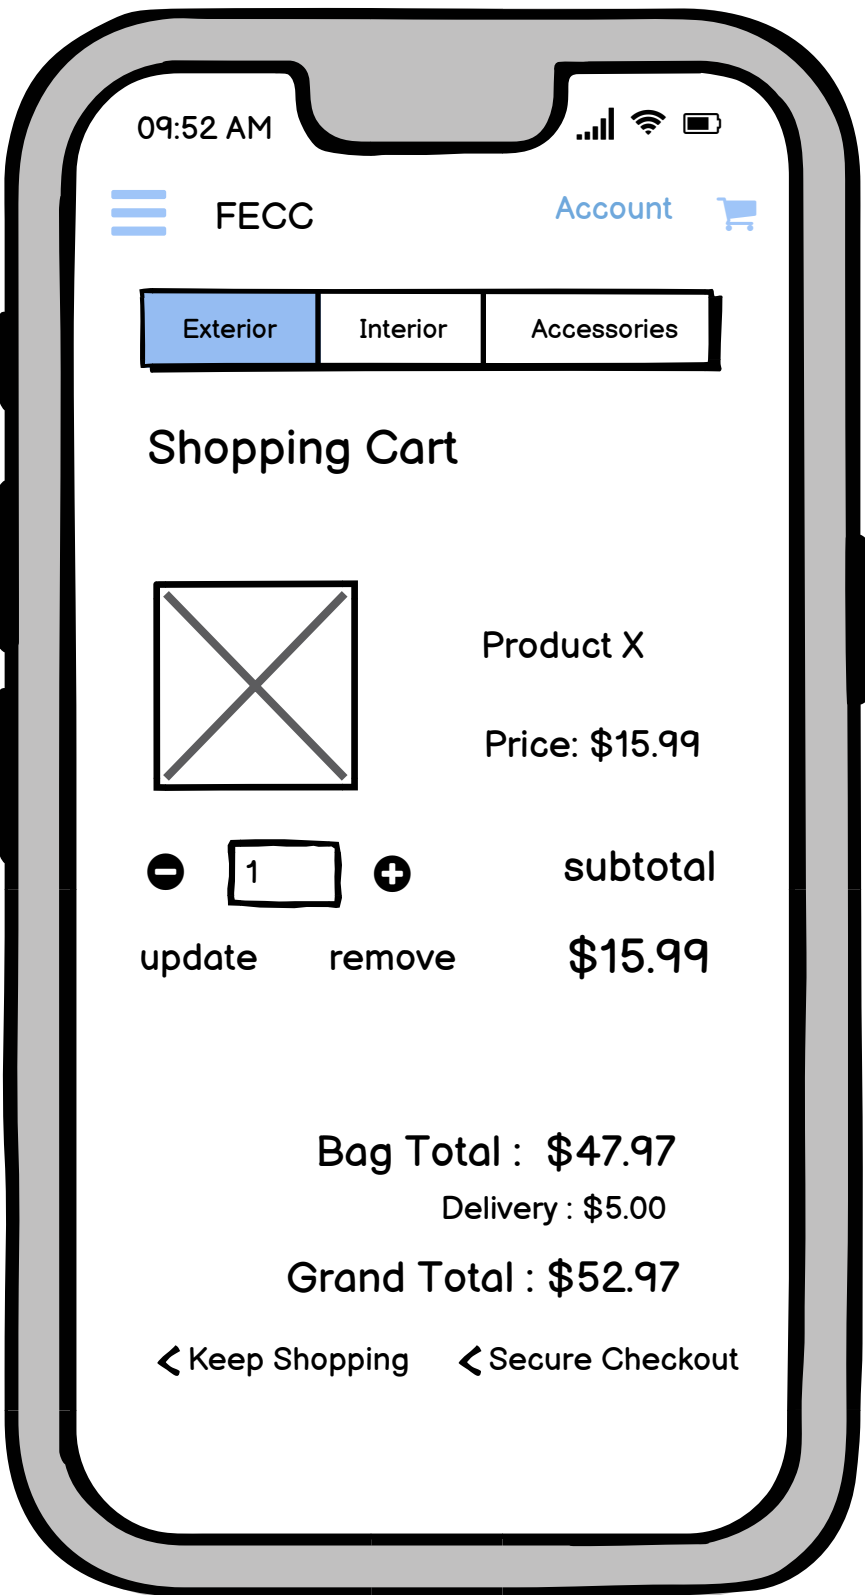 09:52 AM
FECC
Account
Exterior Interior Accessories
Shopping Cart
Product X
Price: $15.99
1
subtotal
update remove
$15.99
Bag Total : $47.97
Delivery : $5.00
Grand Total : $52.97
Keep Shopping
Secure Checkout